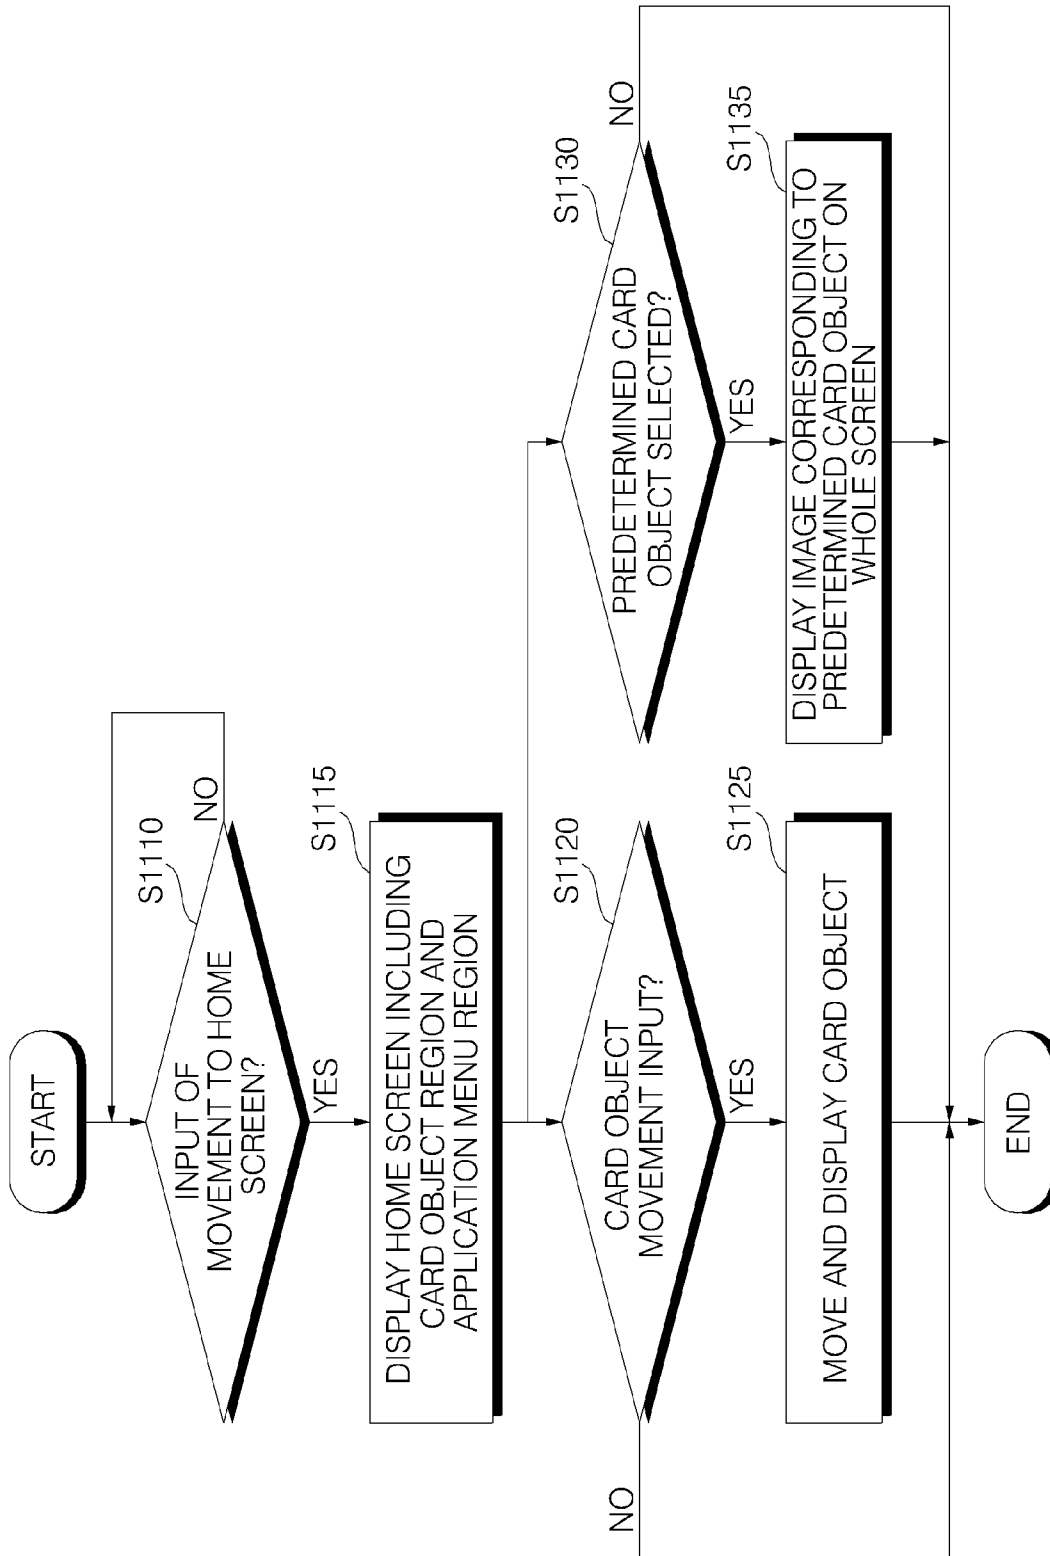 START
S1110
INPUT OF
MOVEMENT TO HOME
SCREEN?
NO
YES
S1115
DISPLAY HOME SCREEN INCLUDING
CARD OBJECT REGION AND
APPLICATION MENU REGION
S1120
CARD OBJECT
MOVEMENT INPUT?
NO
YES
S1125
MOVE AND DISPLAY CARD OBJECT
S1130
PREDETERMINED CARD
OBJECT SELECTED?
NO
YES
S1135
DISPLAY IMAGE CORRESPONDING TO
PREDETERMINED CARD OBJECT ON
WHOLE SCREEN
END